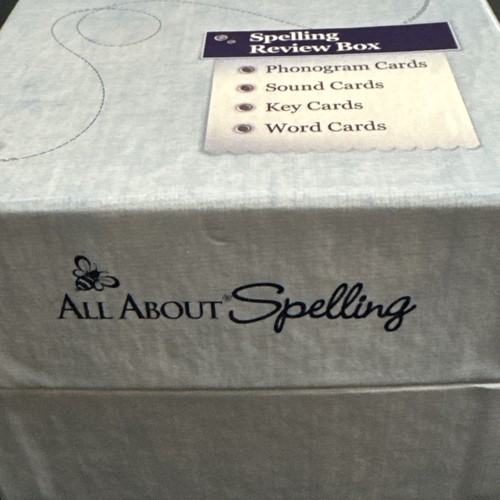 Spelling
Review Box
Phonogram Cards
Sound Cards
Key Cards
Word Cards
ALL ABOUT® Spelling